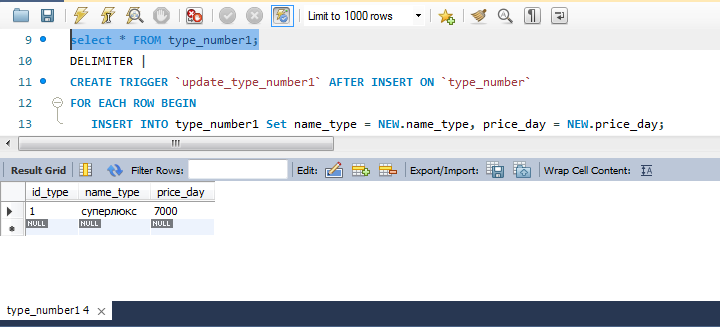 Limit to 1000 rows
9 select * FROM type_number1;
10 DELIMITER |
11 CREATE TRIGGER `update_type_number1` AFTER INSERT ON `type_number`
12 FOR EACH ROW BEGIN
13 INSERT INTO type_number1 Set name_type = NEW.name_type, price_day = NEW.price_day;
Result Grid Filter Rows: Edit: Export/Import: Wrap Cell Content: IA
id_type name_type price_day
1 суперлюкс 7000
NULL NULL NULL
type_number1 4